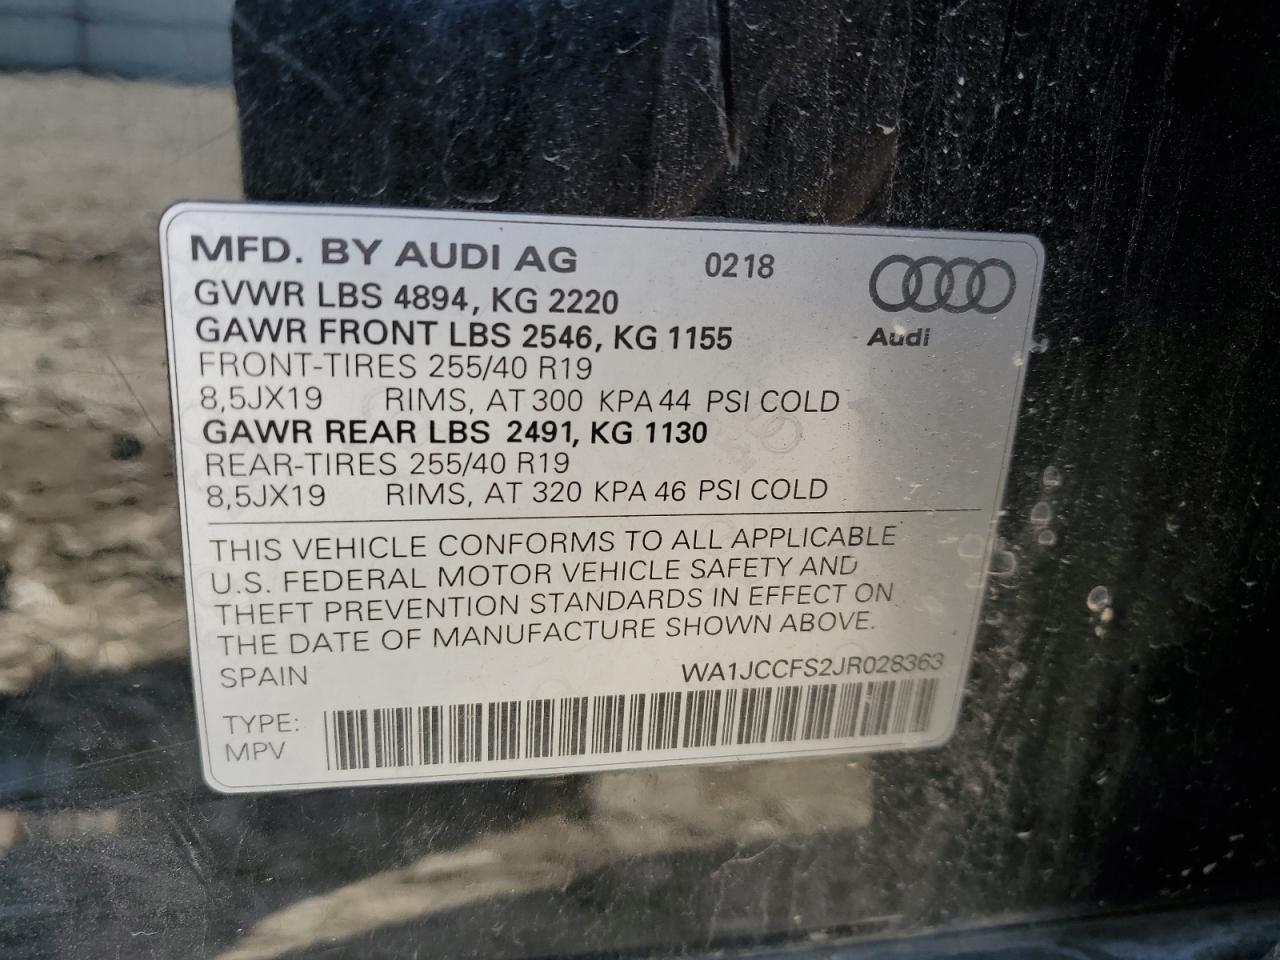 MFD. BY AUDI AG 0218
GVWR LBS 4894, KG 2220
GAWR FRONT LBS 2546, KG 1155
Audi
FRONT-TIRES 255/40 R19
8,5JX19 RIMS, AT 300 KPA 44 PSI COLD
GAWR REAR LBS 2491, KG 1130
REAR-TIRES 255/40 R19
8,5JX19 RIMS, AT 320 KPA 46 PSI COLD
THIS VEHICLE CONFORMS TO ALL APPLICABLE
U.S. FEDERAL MOTOR VEHICLE SAFETY AND
THEFT PREVENTION STANDARDS IN EFFECT ON
THE DATE OF MANUFACTURE SHOWN ABOVE.
SPAIN WA1JCCFS2JR028363
TYPE:
MPV